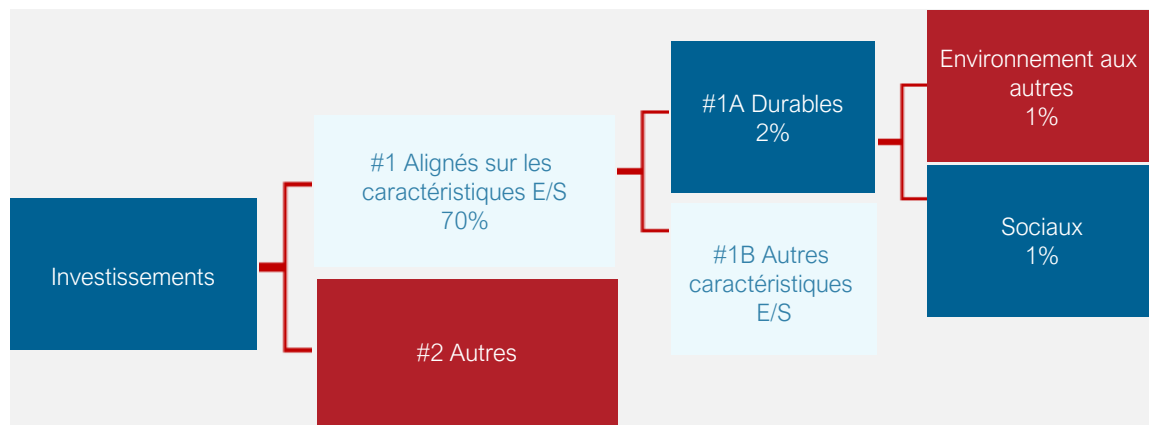 Investissements
#1 Alignés sur les
caractéristiques E/S
70%
#2 Autres
#1A Durables
2%
#1B Autres
caractéristiques
E/S
Environnement aux
autres
1%
Sociaux
1%